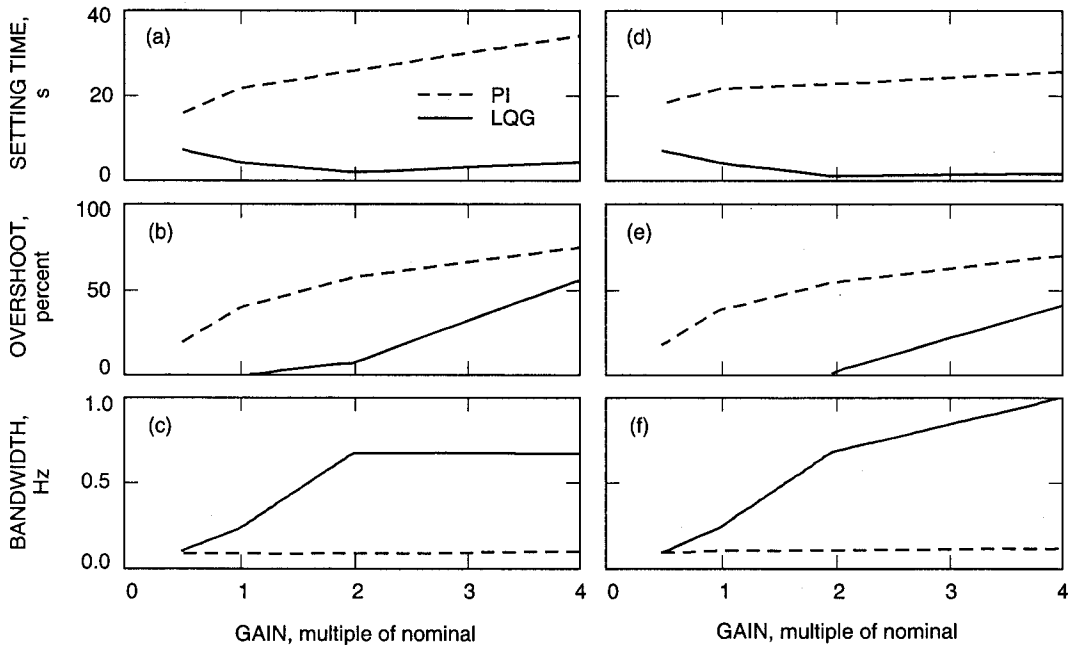 SETTING TIME,
s
40
20
0
(a)
PI
LQG
(d)
OVERSHOOT,
percent
100
50
0
(b)
(e)
BANDWIDTH,
Hz
1.0
0.5
0.0
(c)
(f)
0 1 2 3 4
0 1 2 3 4
GAIN, multiple of nominal
GAIN, multiple of nominal